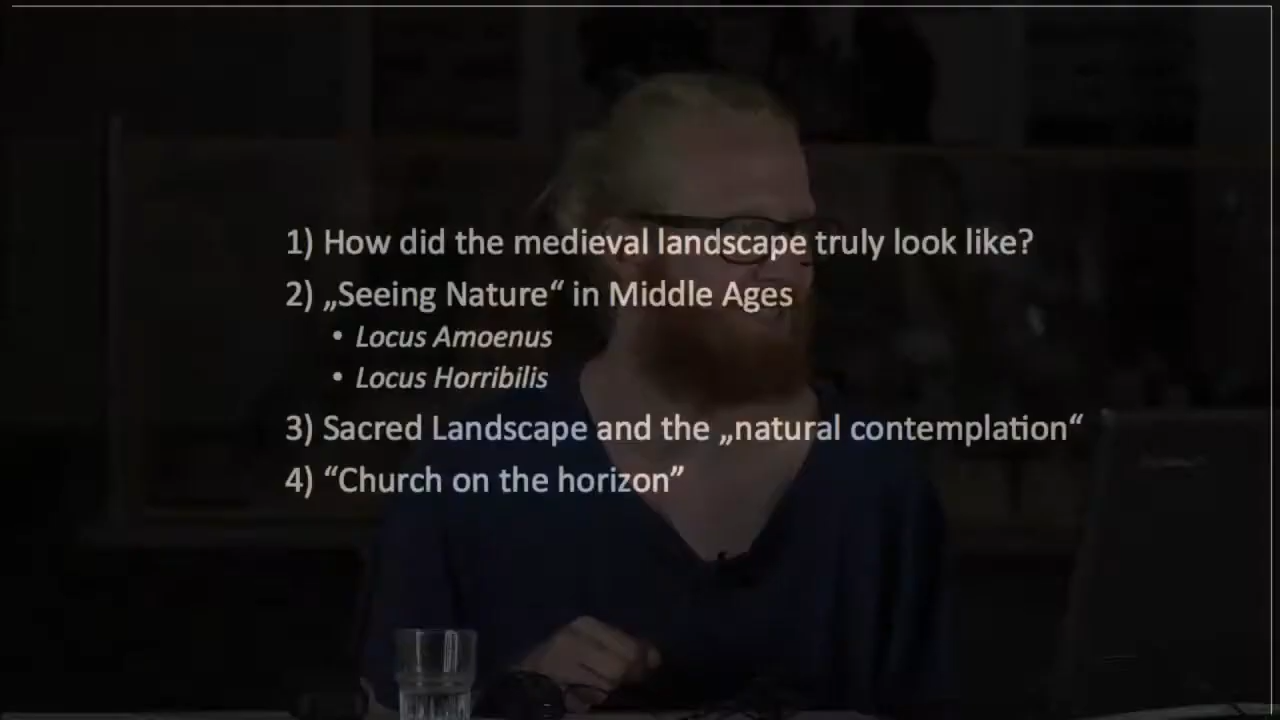 1) How did the medieval landscape truly look like?
2) „Seeing Nature“ in Middle Ages
• Locus Amoenus
• Locus Horribilis
3) Sacred Landscape and the „natural contemplation“
4) “Church on the horizon”